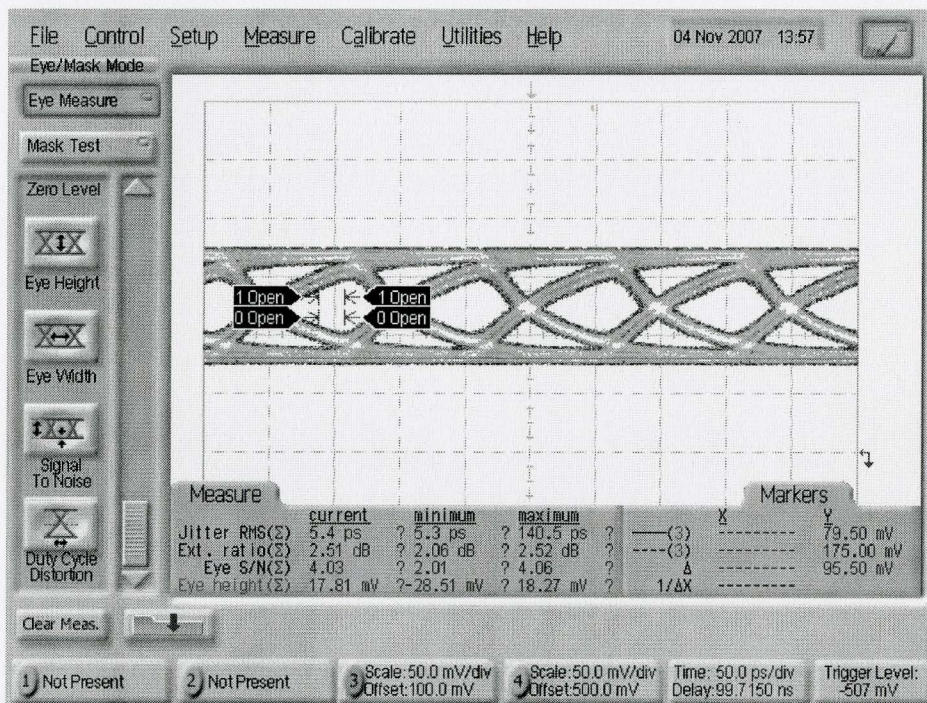 File Control Setup Measure Calibrate Utilities Help 04 Nov 2007 13:57
Eye/Mask Mode
Eye Measure
Mask Test
Zero Level
Eye Height
Eye Width
Signal
To Noise
Duty Cycle
Distortion
Clear Meas.
1 Open 1 Open
0 Open 0 Open
Measure
current minimum maximum
Jitter RMS(Σ) 5.4 ps ? 5.3 ps ? 140.5 ps ?
Ext. ratio(Σ) 2.51 dB ? 2.06 dB ? 2.52 dB ?
Eye S/N(Σ) 4.03 ? 2.01 ? 4.06 ?
Eye height(Σ) 17.81 mV ?-28.51 mV ? 18.27 mV ?
Markers
X Y
——(3) --------- 79.50 mV
----(3) --------- 175.00 mV
Δ --------- 95.50 mV
1/ΔX ---------
1 Not Present
2 Not Present
3 Scale:50.0 mV/div
Offset:100.0 mV
4 Scale:50.0 mV/div
Offset:500.0 mV
Time: 50.0 ps/div
Delay:99.7150 ns
Trigger Level:
-507 mV